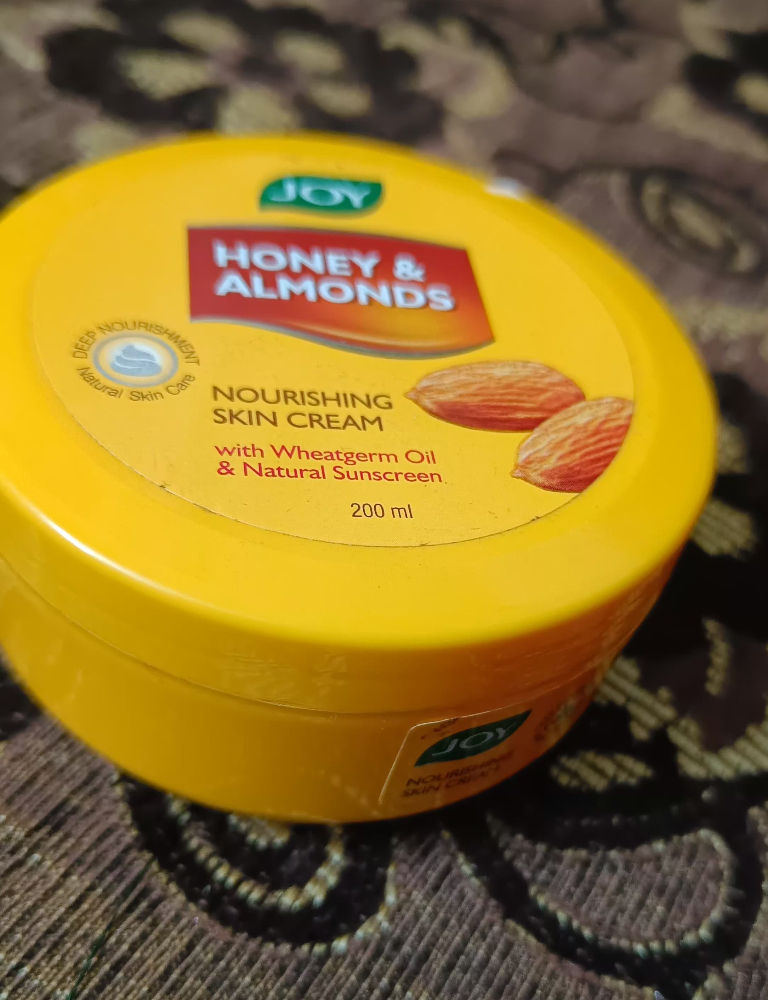 JOY
HONEY &
ALMONDS
DEEP NOURISHMENT
Natural Skin Care
NOURISHING
SKIN CREAM
with Wheatgerm Oil
& Natural Sunscreen
200 ml
JOY
NOURISHING
SKIN CREAM